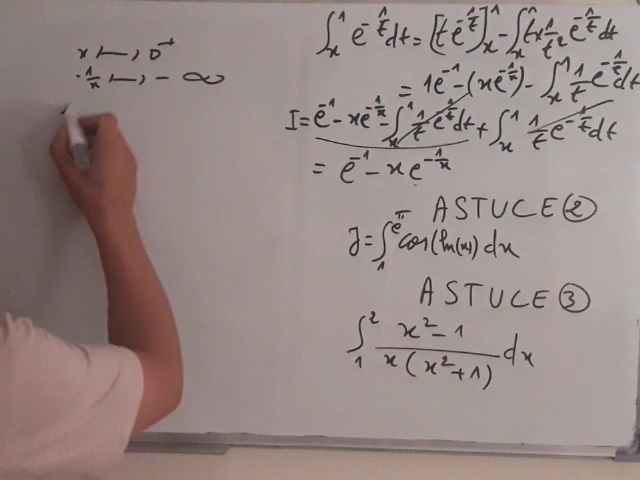 x ⟼ 0⁺
-1/x ⟼ -∞
∫ₓ¹ e^(-1/t) dt = [t e^(-1/t)]ₓ¹ - ∫ₓ¹ t × 1/t² e^(-1/t) dt
= 1e⁻¹ - (x e^(-1/x)) - ∫ₓ¹ 1/t e^(-1/t) dt
I = e⁻¹ - x e^(-1/x) - ∫ₓ¹ 1/t e^(-1/t) dt + ∫ₓ¹ 1/t e^(-1/t) dt
= e⁻¹ - x e^(-1/x)
ASTUCE ②
J = ∫₁^(e^π) cos(ln(x)) dx
ASTUCE ③
∫₁² (x² - 1)/(x(x² + 1)) dx